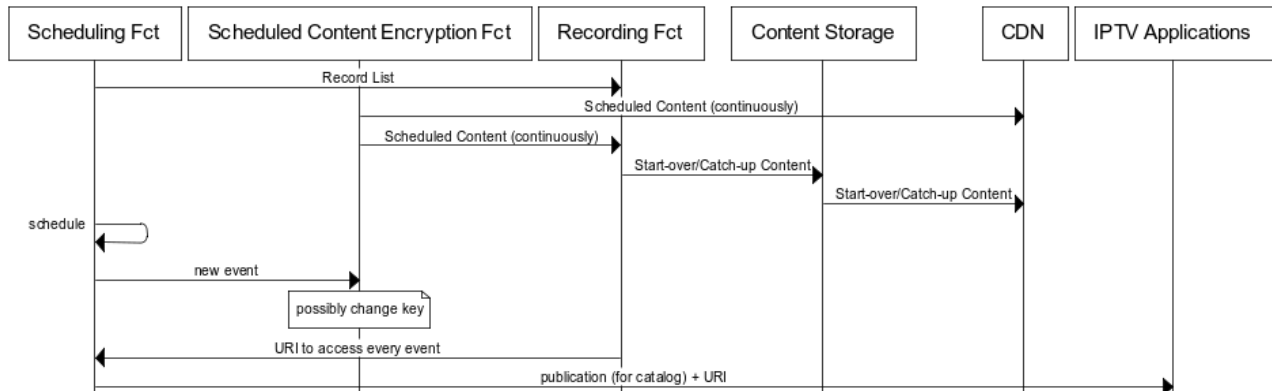 Scheduling Fct
Scheduled Content Encryption Fct
Recording Fct
Content Storage
CDN
IPTV Applications
Record List
Scheduled Content (continuously)
Scheduled Content (continuously)
Start-over/Catch-up Content
Start-over/Catch-up Content
schedule
new event
possibly change key
URI to access every event
publication (for catalog) + URI